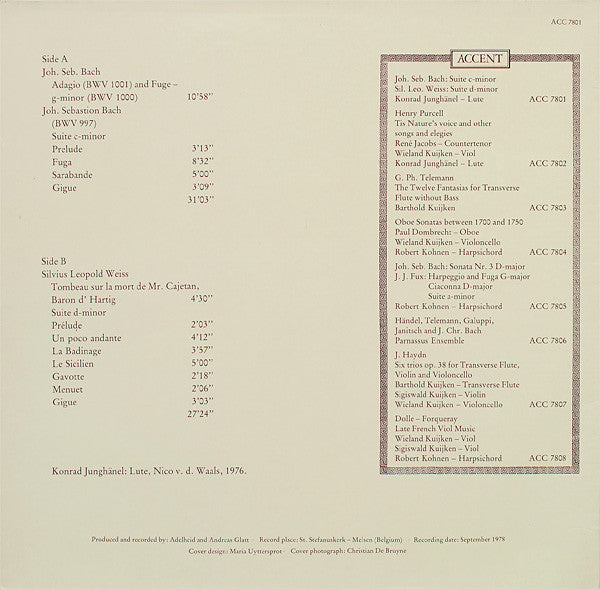 ACC 7801
Side A
Joh. Seb. Bach
Adagio (BWV 1001) and Fuge –
g-minor (BWV 1000) 10'58"
Joh. Sebastion Bach
(BWV 997)
Suite c-minor
Prelude 3'13"
Fuga 8'32"
Sarabande 5'00"
Gigue 3'09"
31'03"
Side B
Silvius Leopold Weiss
Tombeau sur la mort de Mr. Cajetan,
Baron d' Hartig 4'30"
Suite d-minor
Prélude 2'03"
Un poco andante 4'12"
La Badinage 3'57"
Le Sicilien 5'00"
Gavotte 2'18"
Menuet 2'06"
Gigue 3'03"
27'24"
Konrad Junghänel: Lute, Nico v. d. Waals, 1976.
ACCENT
Joh. Seb. Bach: Suite c-minor
Sil. Leo. Weiss: Suite d-minor
Konrad Junghänel – Lute ACC 7801
Henry Purcell
Tis Nature's voice and other
songs and elegies
René Jacobs – Countertenor
Wieland Kuijken – Viol
Konrad Junghänel – Lute ACC 7802
G. Ph. Telemann
The Twelve Fantasias for Transverse
Flute without Bass
Barthold Kuijken ACC 7803
Oboe Sonatas between 1700 and 1750
Paul Dombrecht – Oboe
Wieland Kuijken – Violoncello
Robert Kohnen – Harpsichord ACC 7804
Joh. Seb. Bach: Sonata Nr. 3 D-major
J. J. Fux: Harpeggio and Fuga G-major
Ciaconna D-major
Suite a-minor
Robert Kohnen – Harpsichord ACC 7805
Händel, Telemann, Galuppi,
Janitsch and J. Chr. Bach
Parnassus Ensemble ACC 7806
J. Haydn
Six trios op. 38 for Transverse Flute,
Violin and Violoncello
Barthold Kuijken – Transverse Flute
Sigiswald Kuijken – Violin
Wieland Kuijken – Violoncello ACC 7807
Dolle – Forqueray
Late French Viol Music
Wieland Kuijken – Viol
Sigiswald Kuijken – Viol
Robert Kohnen – Harpsichord ACC 7808
Produced and recorded by: Adelheid and Andreas Glatt · Record place: St. Stefanuskerk – Melsen (Belgium) · Recording date: September 1978
Cover design: Maria Uyttersprot · Cover photograph: Christian De Bruyne